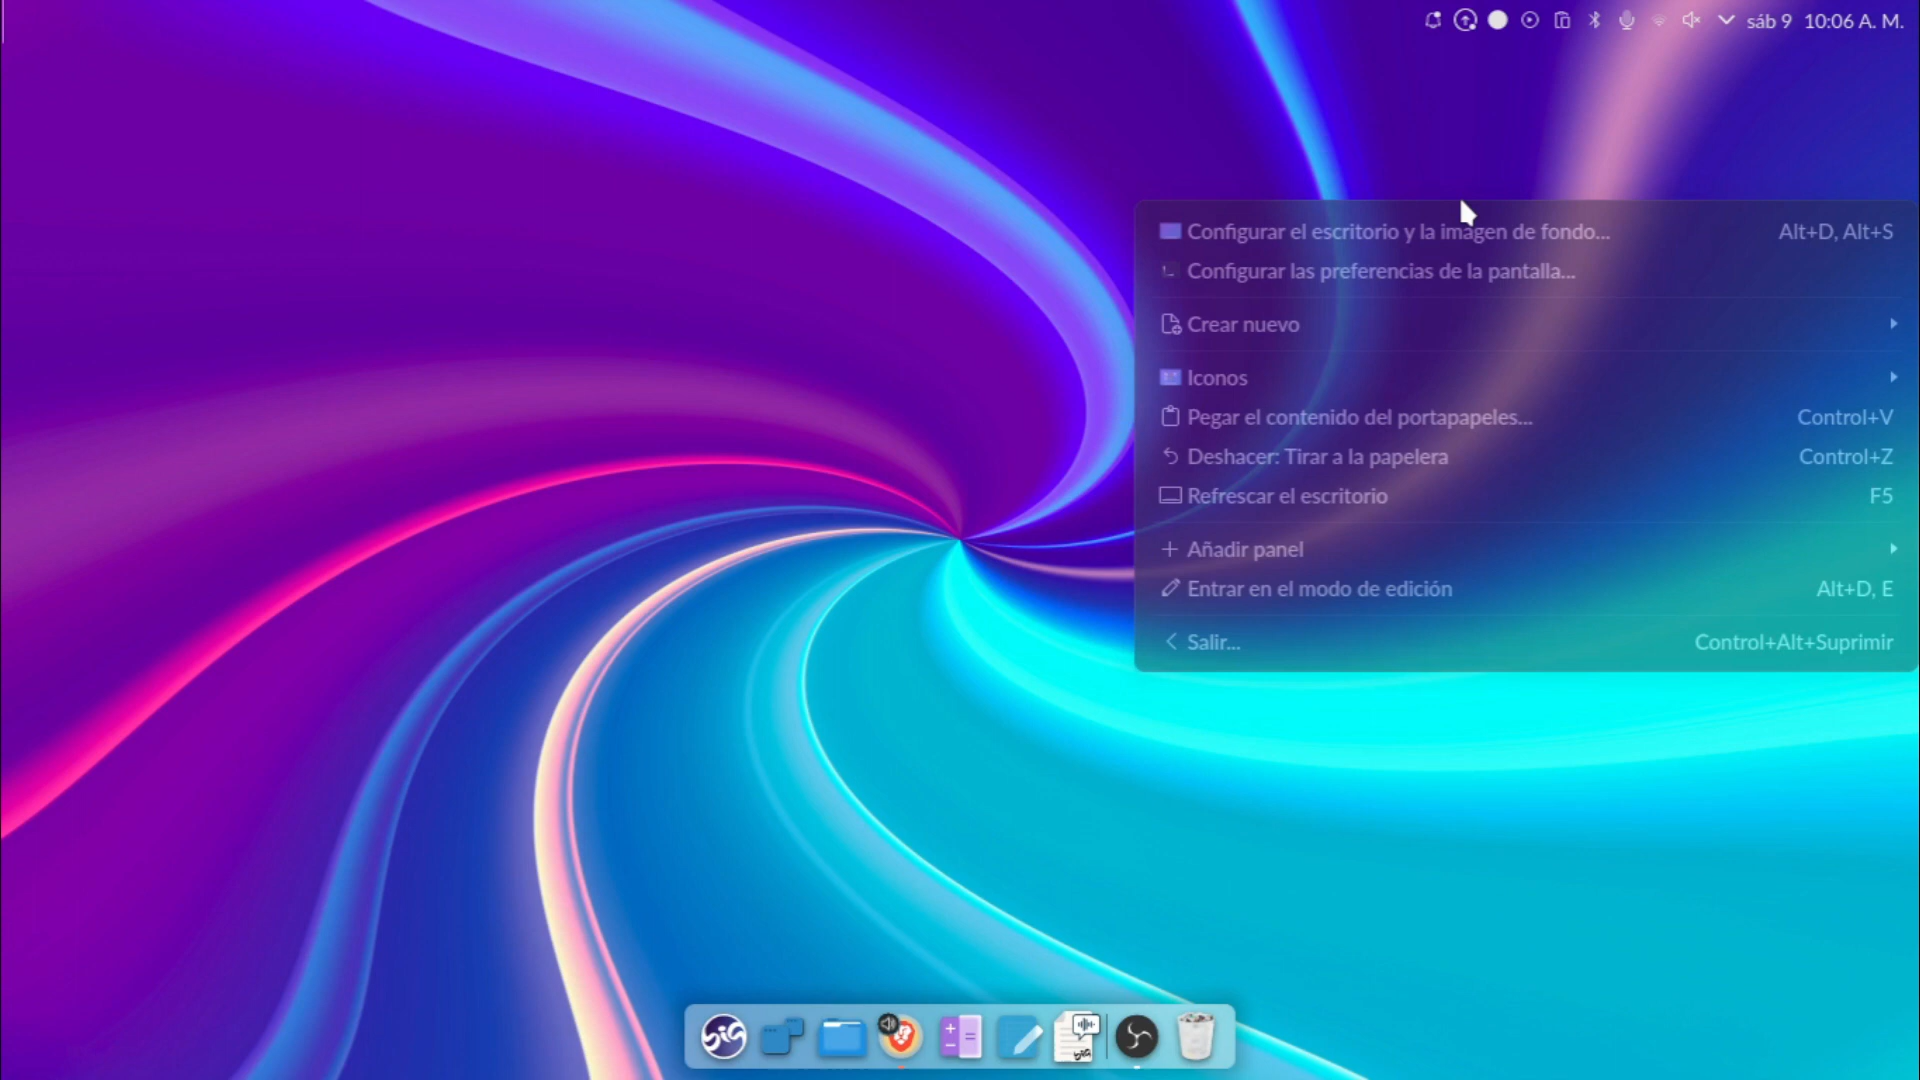 sáb 9 10:06 A. M.
Configurar el escritorio y la imagen de fondo... Alt+D, Alt+S
Configurar las preferencias de la pantalla...
Crear nuevo
Iconos
Pegar el contenido del portapapeles... Control+V
Deshacer: Tirar a la papelera Control+Z
Refrescar el escritorio F5
Añadir panel
Entrar en el modo de edición Alt+D, E
Salir... Control+Alt+Suprimir